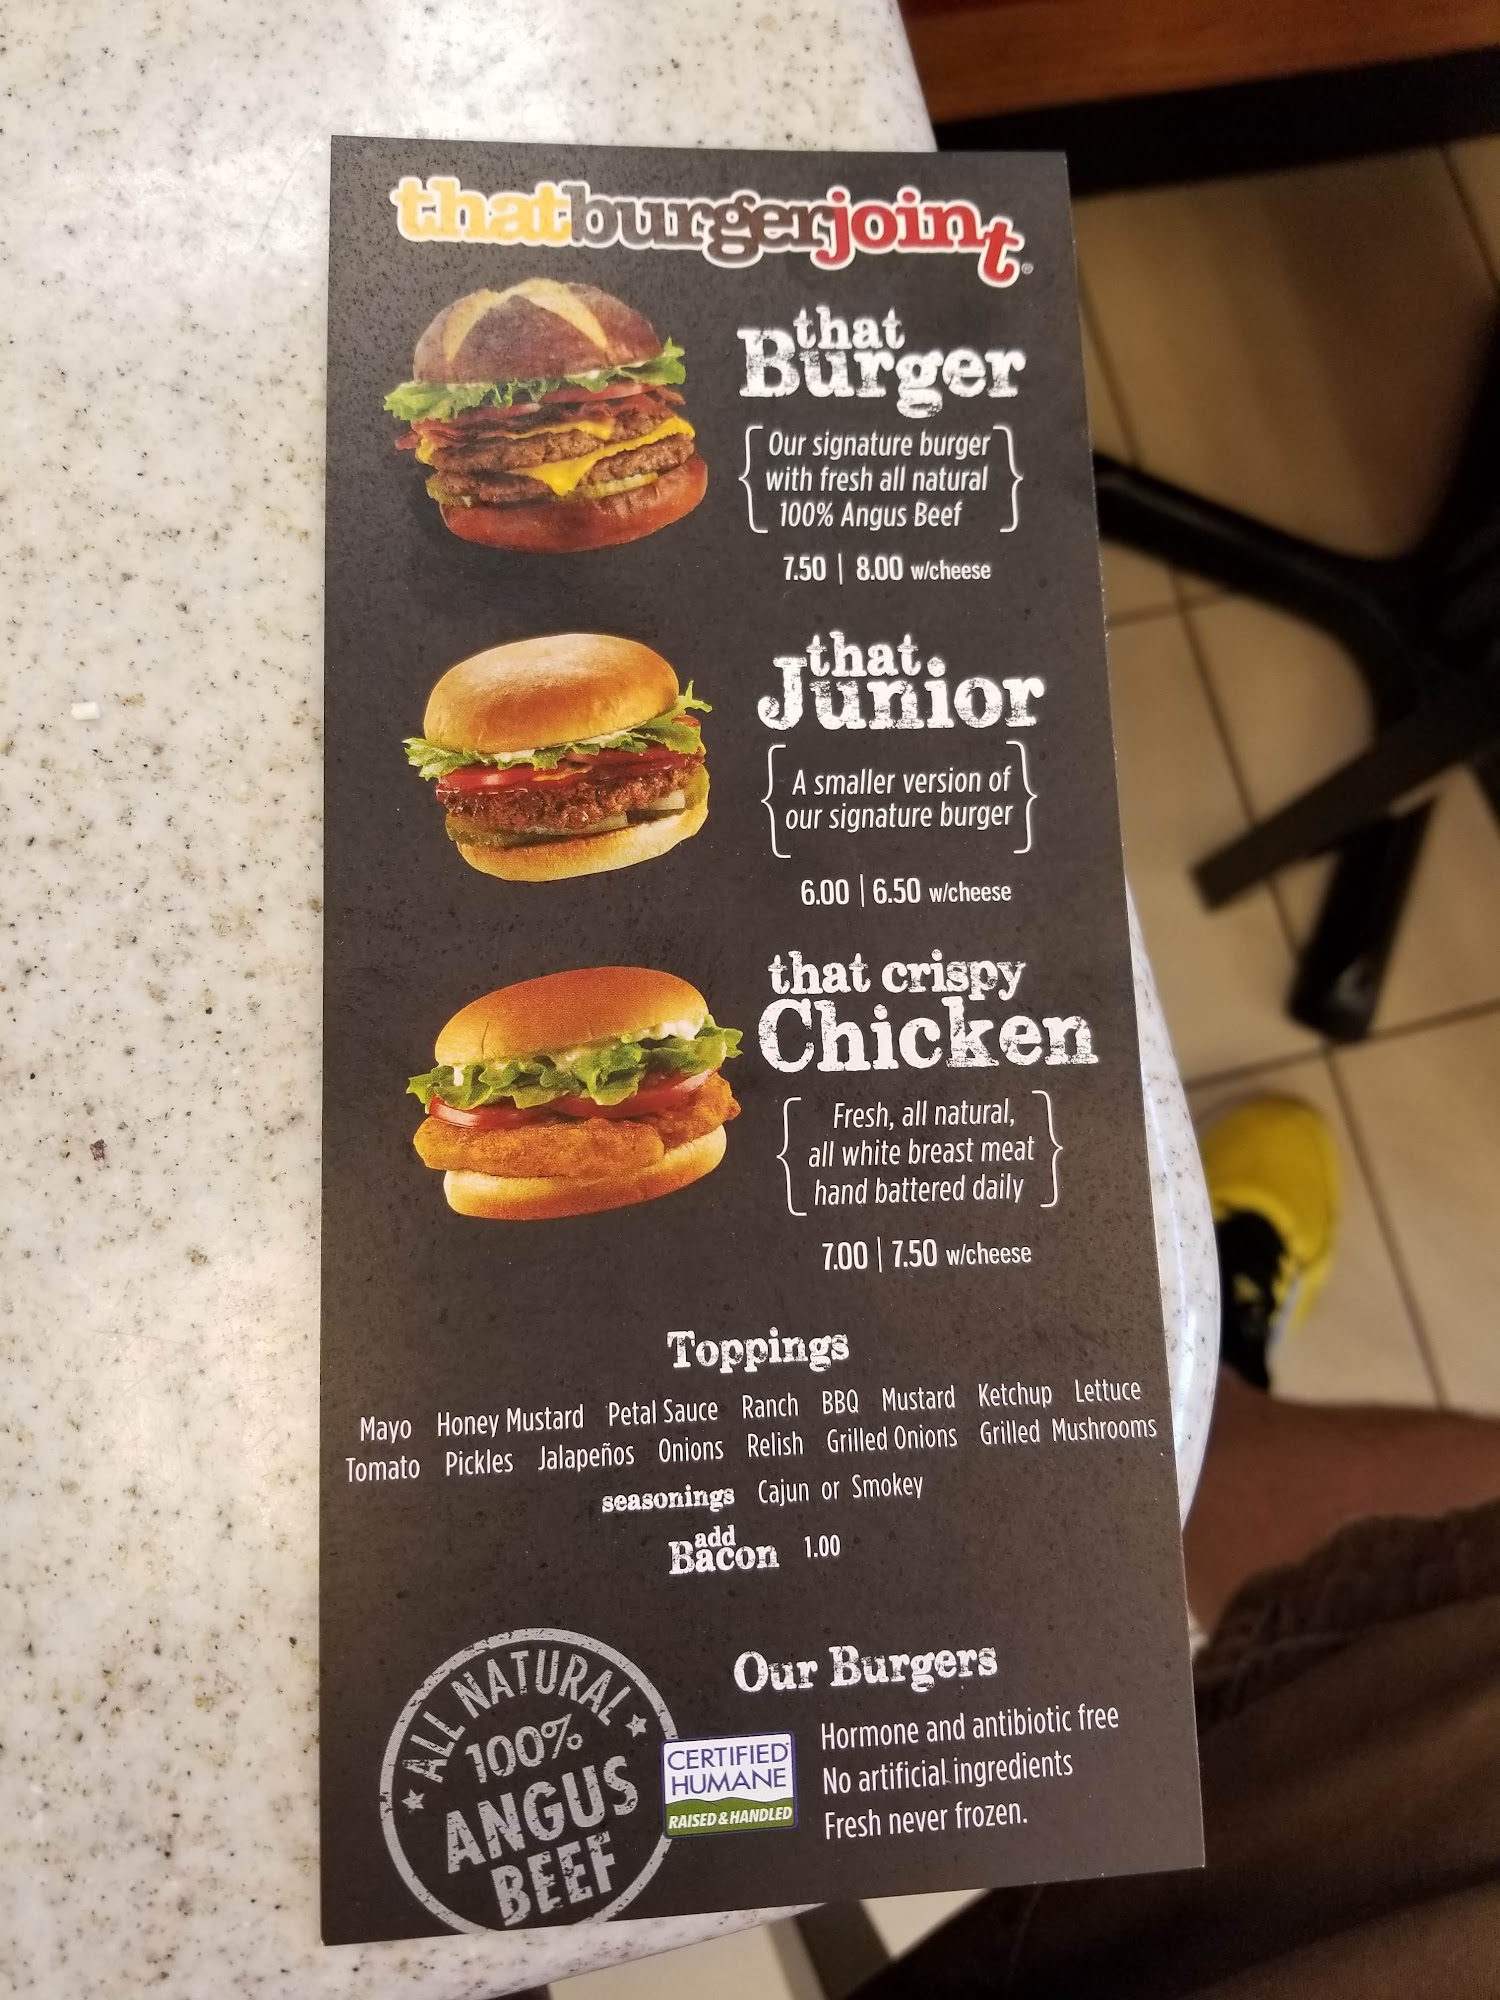 thatburgerjoint®
that
Burger
Our signature burger
with fresh all natural
100% Angus Beef
7.50 | 8.00 w/cheese
that
Junior
A smaller version of
our signature burger
6.00 | 6.50 w/cheese
that crispy
Chicken
Fresh, all natural,
all white breast meat
hand battered daily
7.00 | 7.50 w/cheese
Toppings
Mayo Honey Mustard Petal Sauce Ranch BBQ Mustard Ketchup Lettuce
Tomato Pickles Jalapeños Onions Relish Grilled Onions Grilled Mushrooms
seasonings Cajun or Smokey
add
Bacon 1.00
ALL NATURAL
100%
ANGUS
BEEF
CERTIFIED
HUMANE
RAISED & HANDLED
Our Burgers
Hormone and antibiotic free
No artificial ingredients
Fresh never frozen.